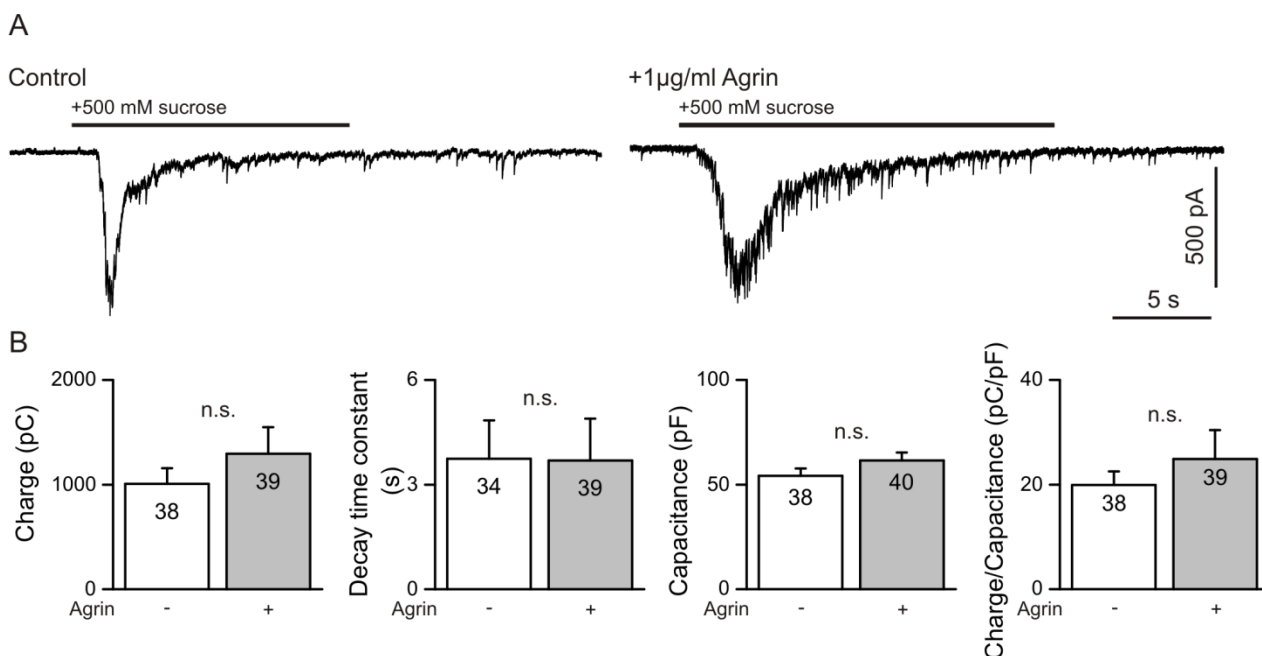 A
Control
+500 mM sucrose
+1µg/ml Agrin
+500 mM sucrose
500 pA
5 s
B
Charge (pC)
2000
1000
0
n.s.
38
39
Agrin - +
Decay time constant
(s)
6
3
0
n.s.
34
39
Agrin - +
Capacitance (pF)
100
50
0
n.s.
38
40
Agrin - +
Charge/Capacitance (pC/pF)
40
20
0
n.s.
38
39
Agrin - +